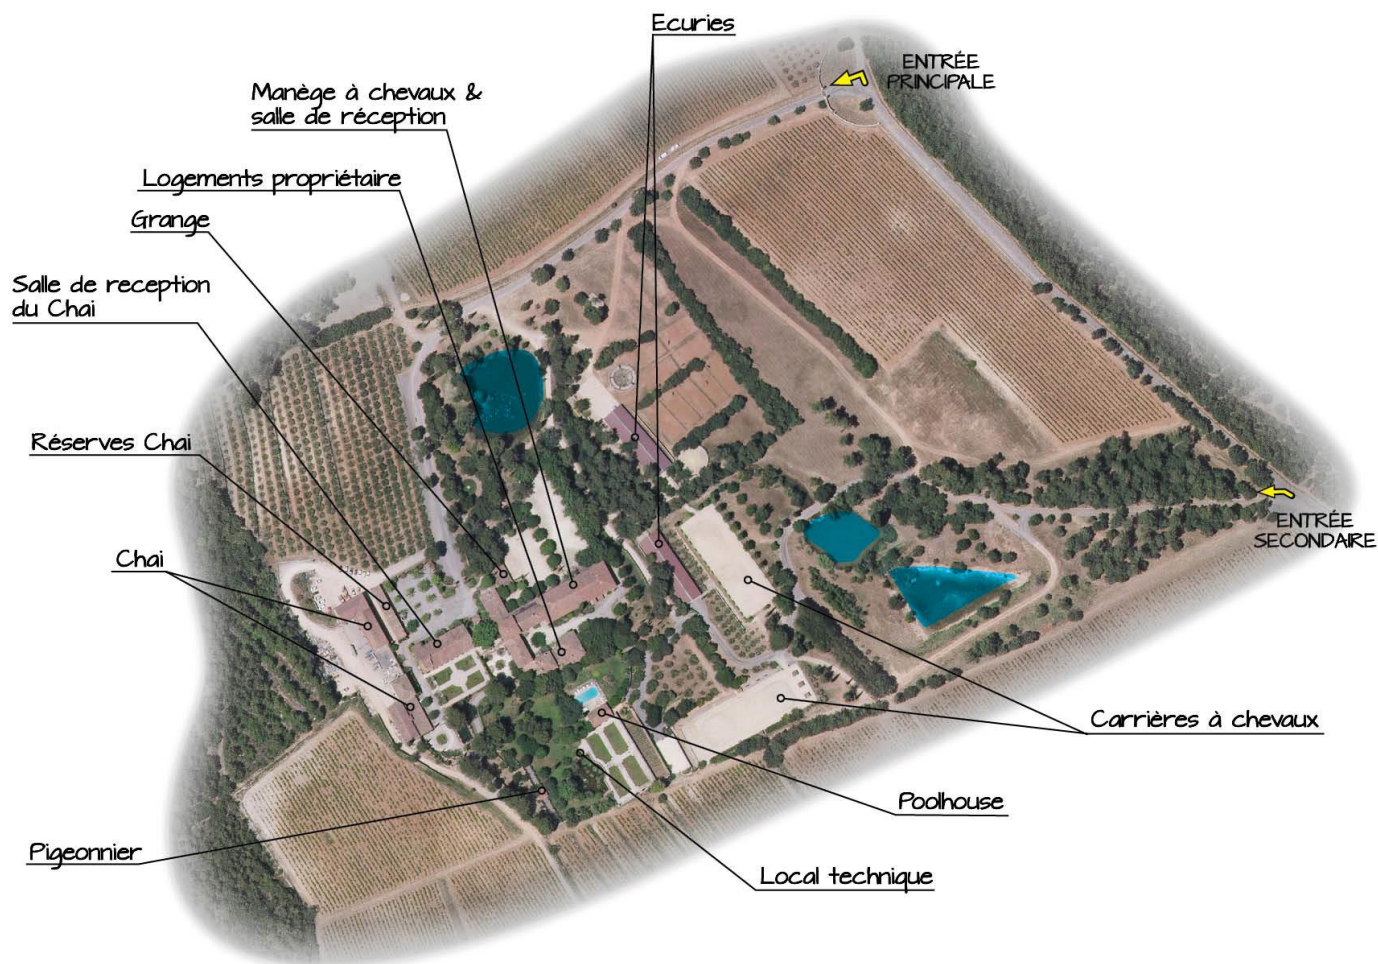 Ecuries
ENTRÉE
PRINCIPALE
Manège à chevaux &
salle de réception
Logements propriétaire
Grange
Salle de reception
du Chai
Réserves Chai
ENTRÉE
SECONDAIRE
Chai
Carrières à chevaux
Poolhouse
Pigeonnier
Local technique